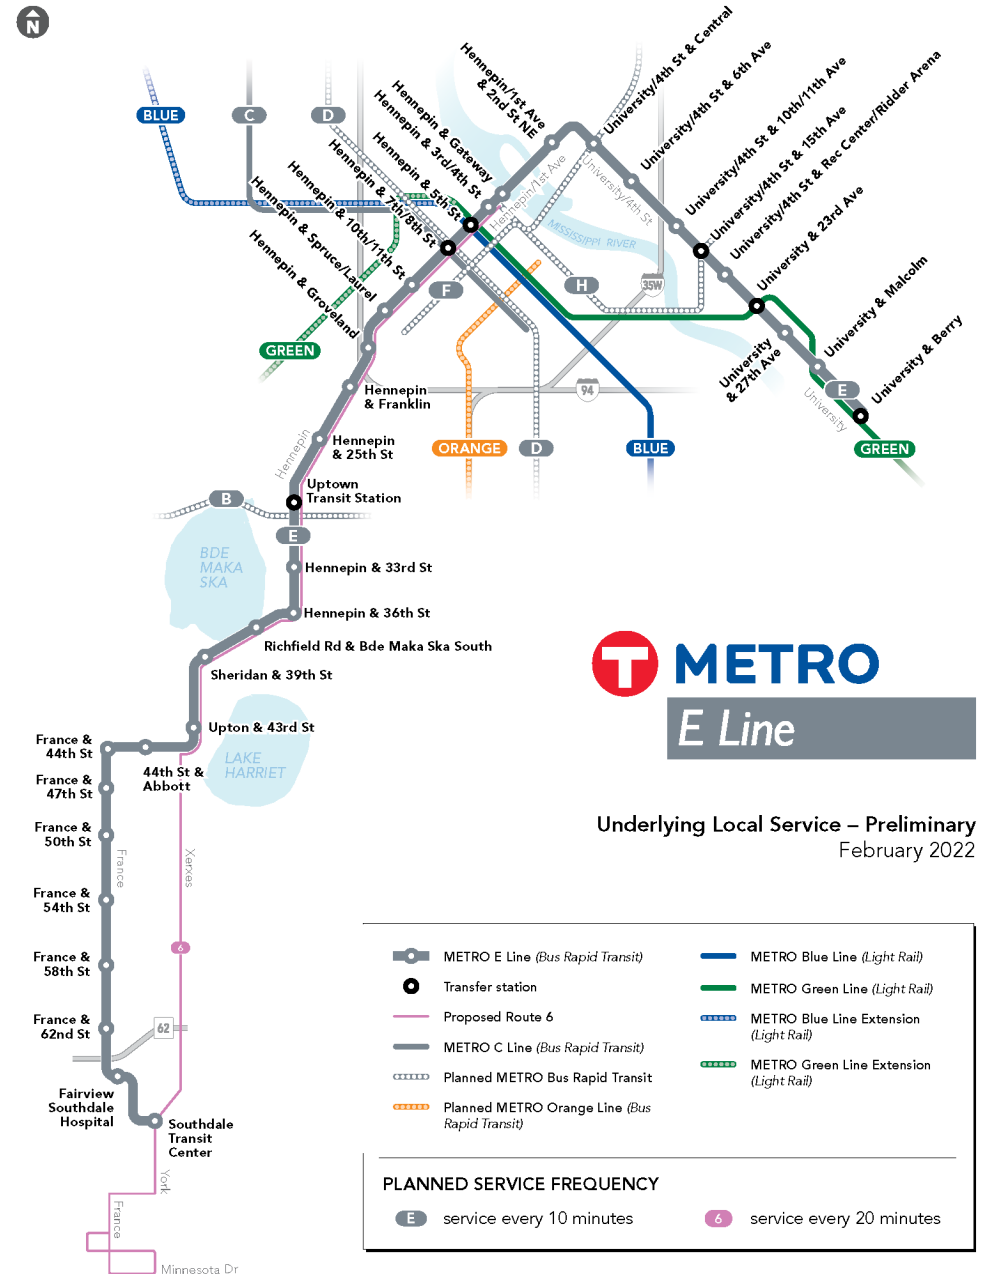 N
BLUE
C
D
Hennepin/1st Ave
& 2nd St NE
Hennepin & Gateway
Hennepin & 3rd/4th St
Hennepin & 5th St
Hennepin & 7th/8th St
Hennepin & 10th/11th St
Hennepin & Spruce/Laurel
Hennepin & Groveland
University/4th St & Central
University/4th St & 6th Ave
University/4th St & 10th/11th Ave
University/4th St & 15th Ave
University/4th St & Rec Center/Ridder Arena
University & 23rd Ave
University
& 27th Ave
University & Malcolm
University & Berry
Hennepin/1st Ave
University/4th St
MISSISSIPPI RIVER
F
H
35W
94
GREEN
E
University
GREEN
ORANGE
D
BLUE
Hennepin
& Franklin
Hennepin
Hennepin
& 25th St
Uptown
Transit Station
B
E
BDE
MAKA
SKA
Hennepin & 33rd St
Hennepin & 36th St
Richfield Rd & Bde Maka Ska South
Sheridan & 39th St
Upton & 43rd St
LAKE
HARRIET
France &
44th St
44th St &
Abbott
France &
47th St
France &
50th St
France
Xerxes
France &
54th St
6
France &
58th St
France &
62nd St
62
Fairview
Southdale
Hospital
Southdale
Transit
Center
York
France
Minnesota Dr
T METRO
E Line
Underlying Local Service – Preliminary
February 2022
METRO E Line (Bus Rapid Transit)
Transfer station
Proposed Route 6
METRO C Line (Bus Rapid Transit)
Planned METRO Bus Rapid Transit
Planned METRO Orange Line (Bus
Rapid Transit)
METRO Blue Line (Light Rail)
METRO Green Line (Light Rail)
METRO Blue Line Extension
(Light Rail)
METRO Green Line Extension
(Light Rail)
PLANNED SERVICE FREQUENCY
E service every 10 minutes
6 service every 20 minutes